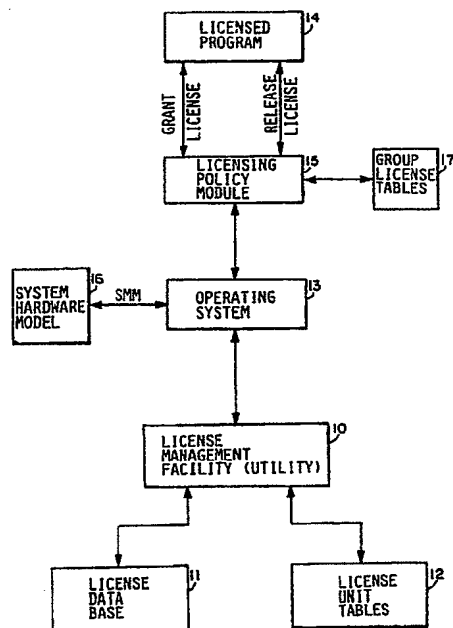 14
LICENSED
PROGRAM
GRANT
LICENSE
RELEASE
LICENSE
15
LICENSING
POLICY
MODULE
17
GROUP
LICENSE
TABLES
16
SYSTEM
HARDWARE
MODEL
SMM
13
OPERATING
SYSTEM
10
LICENSE
MANAGEMENT
FACILITY (UTILITY)
11
LICENSE
DATA
BASE
12
LICENSE
UNIT
TABLES